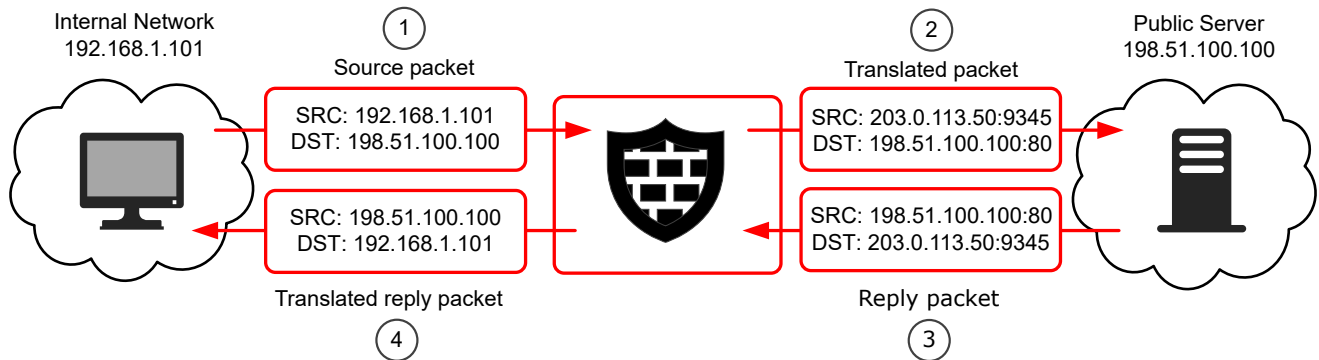 Internal Network
192.168.1.101
1
Source packet
SRC: 192.168.1.101
DST: 198.51.100.100
2
Translated packet
SRC: 203.0.113.50:9345
DST: 198.51.100.100:80
Public Server
198.51.100.100
SRC: 198.51.100.100
DST: 192.168.1.101
Translated reply packet
4
SRC: 198.51.100.100:80
DST: 203.0.113.50:9345
Reply packet
3